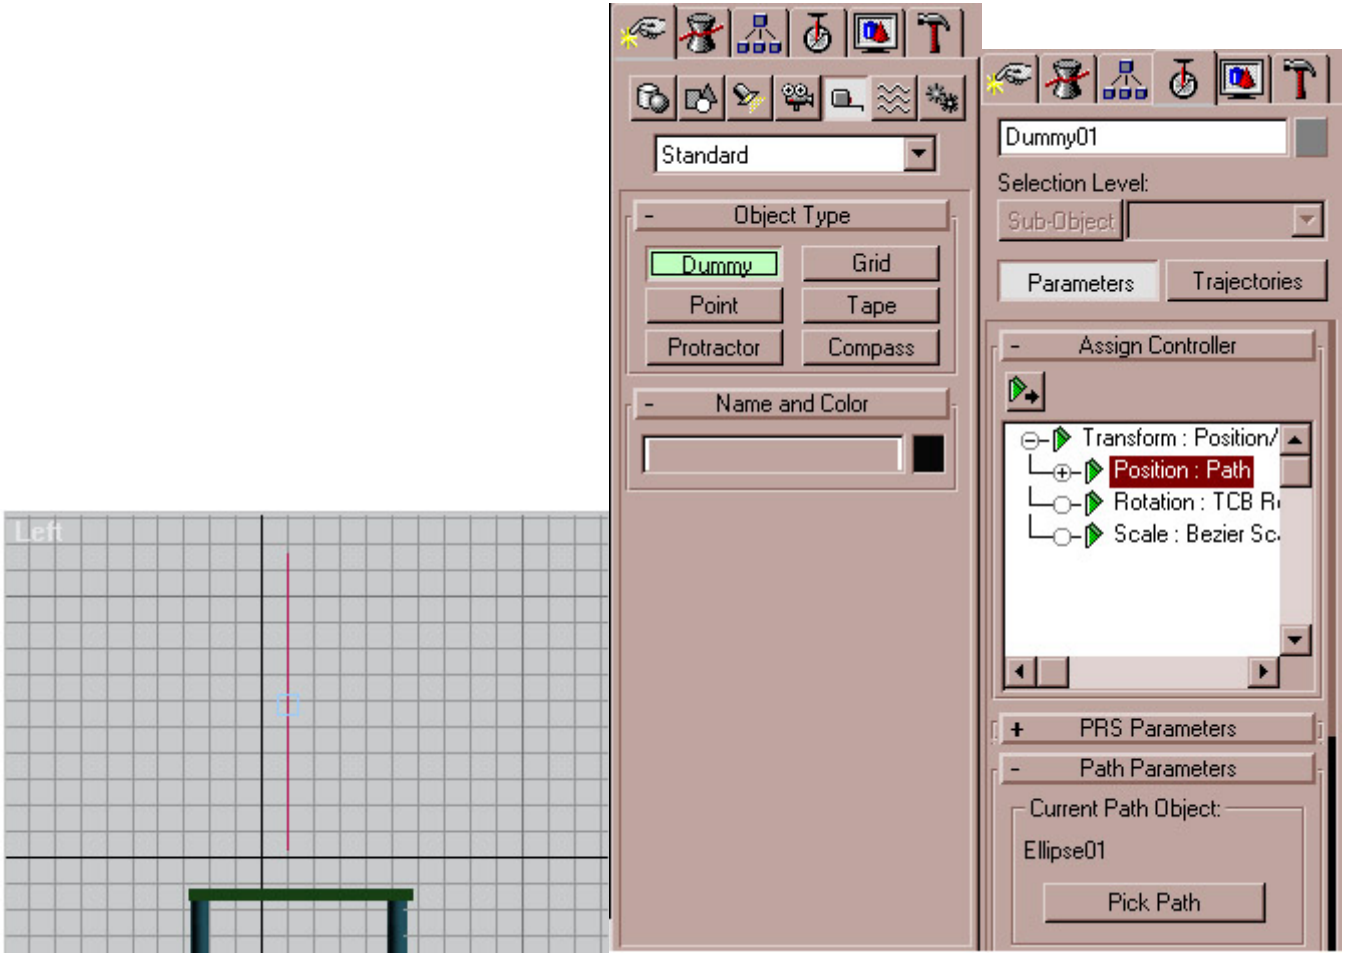 Left
Standard
- Object Type
Dummy Grid
Point Tape
Protractor Compass
- Name and Color
Dummy01
Selection Level:
Sub-Object
Parameters Trajectories
- Assign Controller
Transform : Position/
Position : Path
Rotation : TCB R
Scale : Bezier Sc
+ PRS Parameters
- Path Parameters
Current Path Object:
Ellipse01
Pick Path